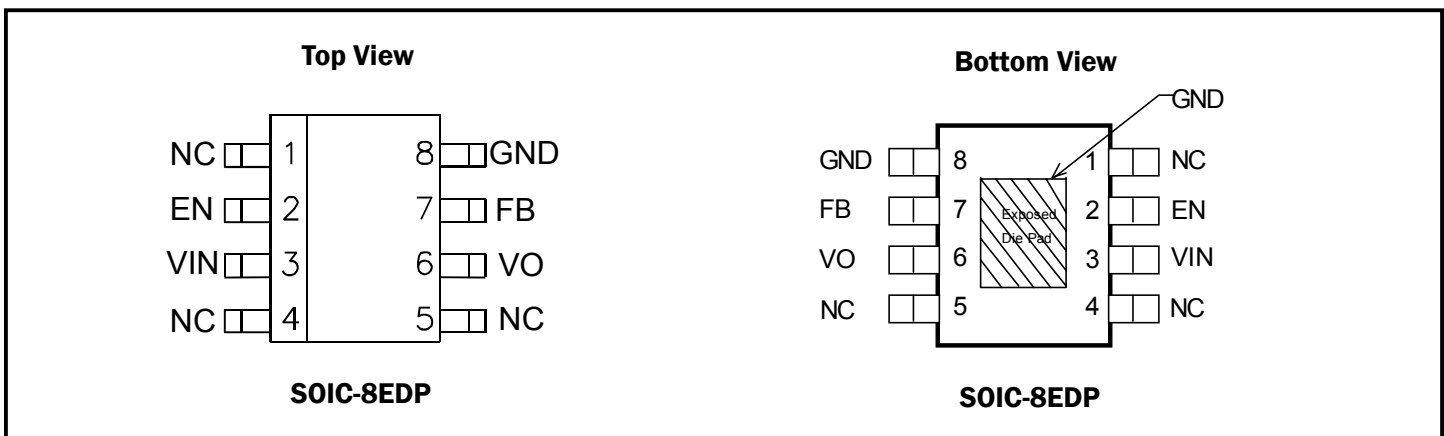 Top View
NC 1 8 GND
EN 2 7 FB
VIN 3 6 VO
NC 4 5 NC
SOIC-8EDP
Bottom View
GND
GND 8 1 NC
FB 7 2 EN
Exposed
Die Pad
VO 6 3 VIN
NC 5 4 NC
SOIC-8EDP